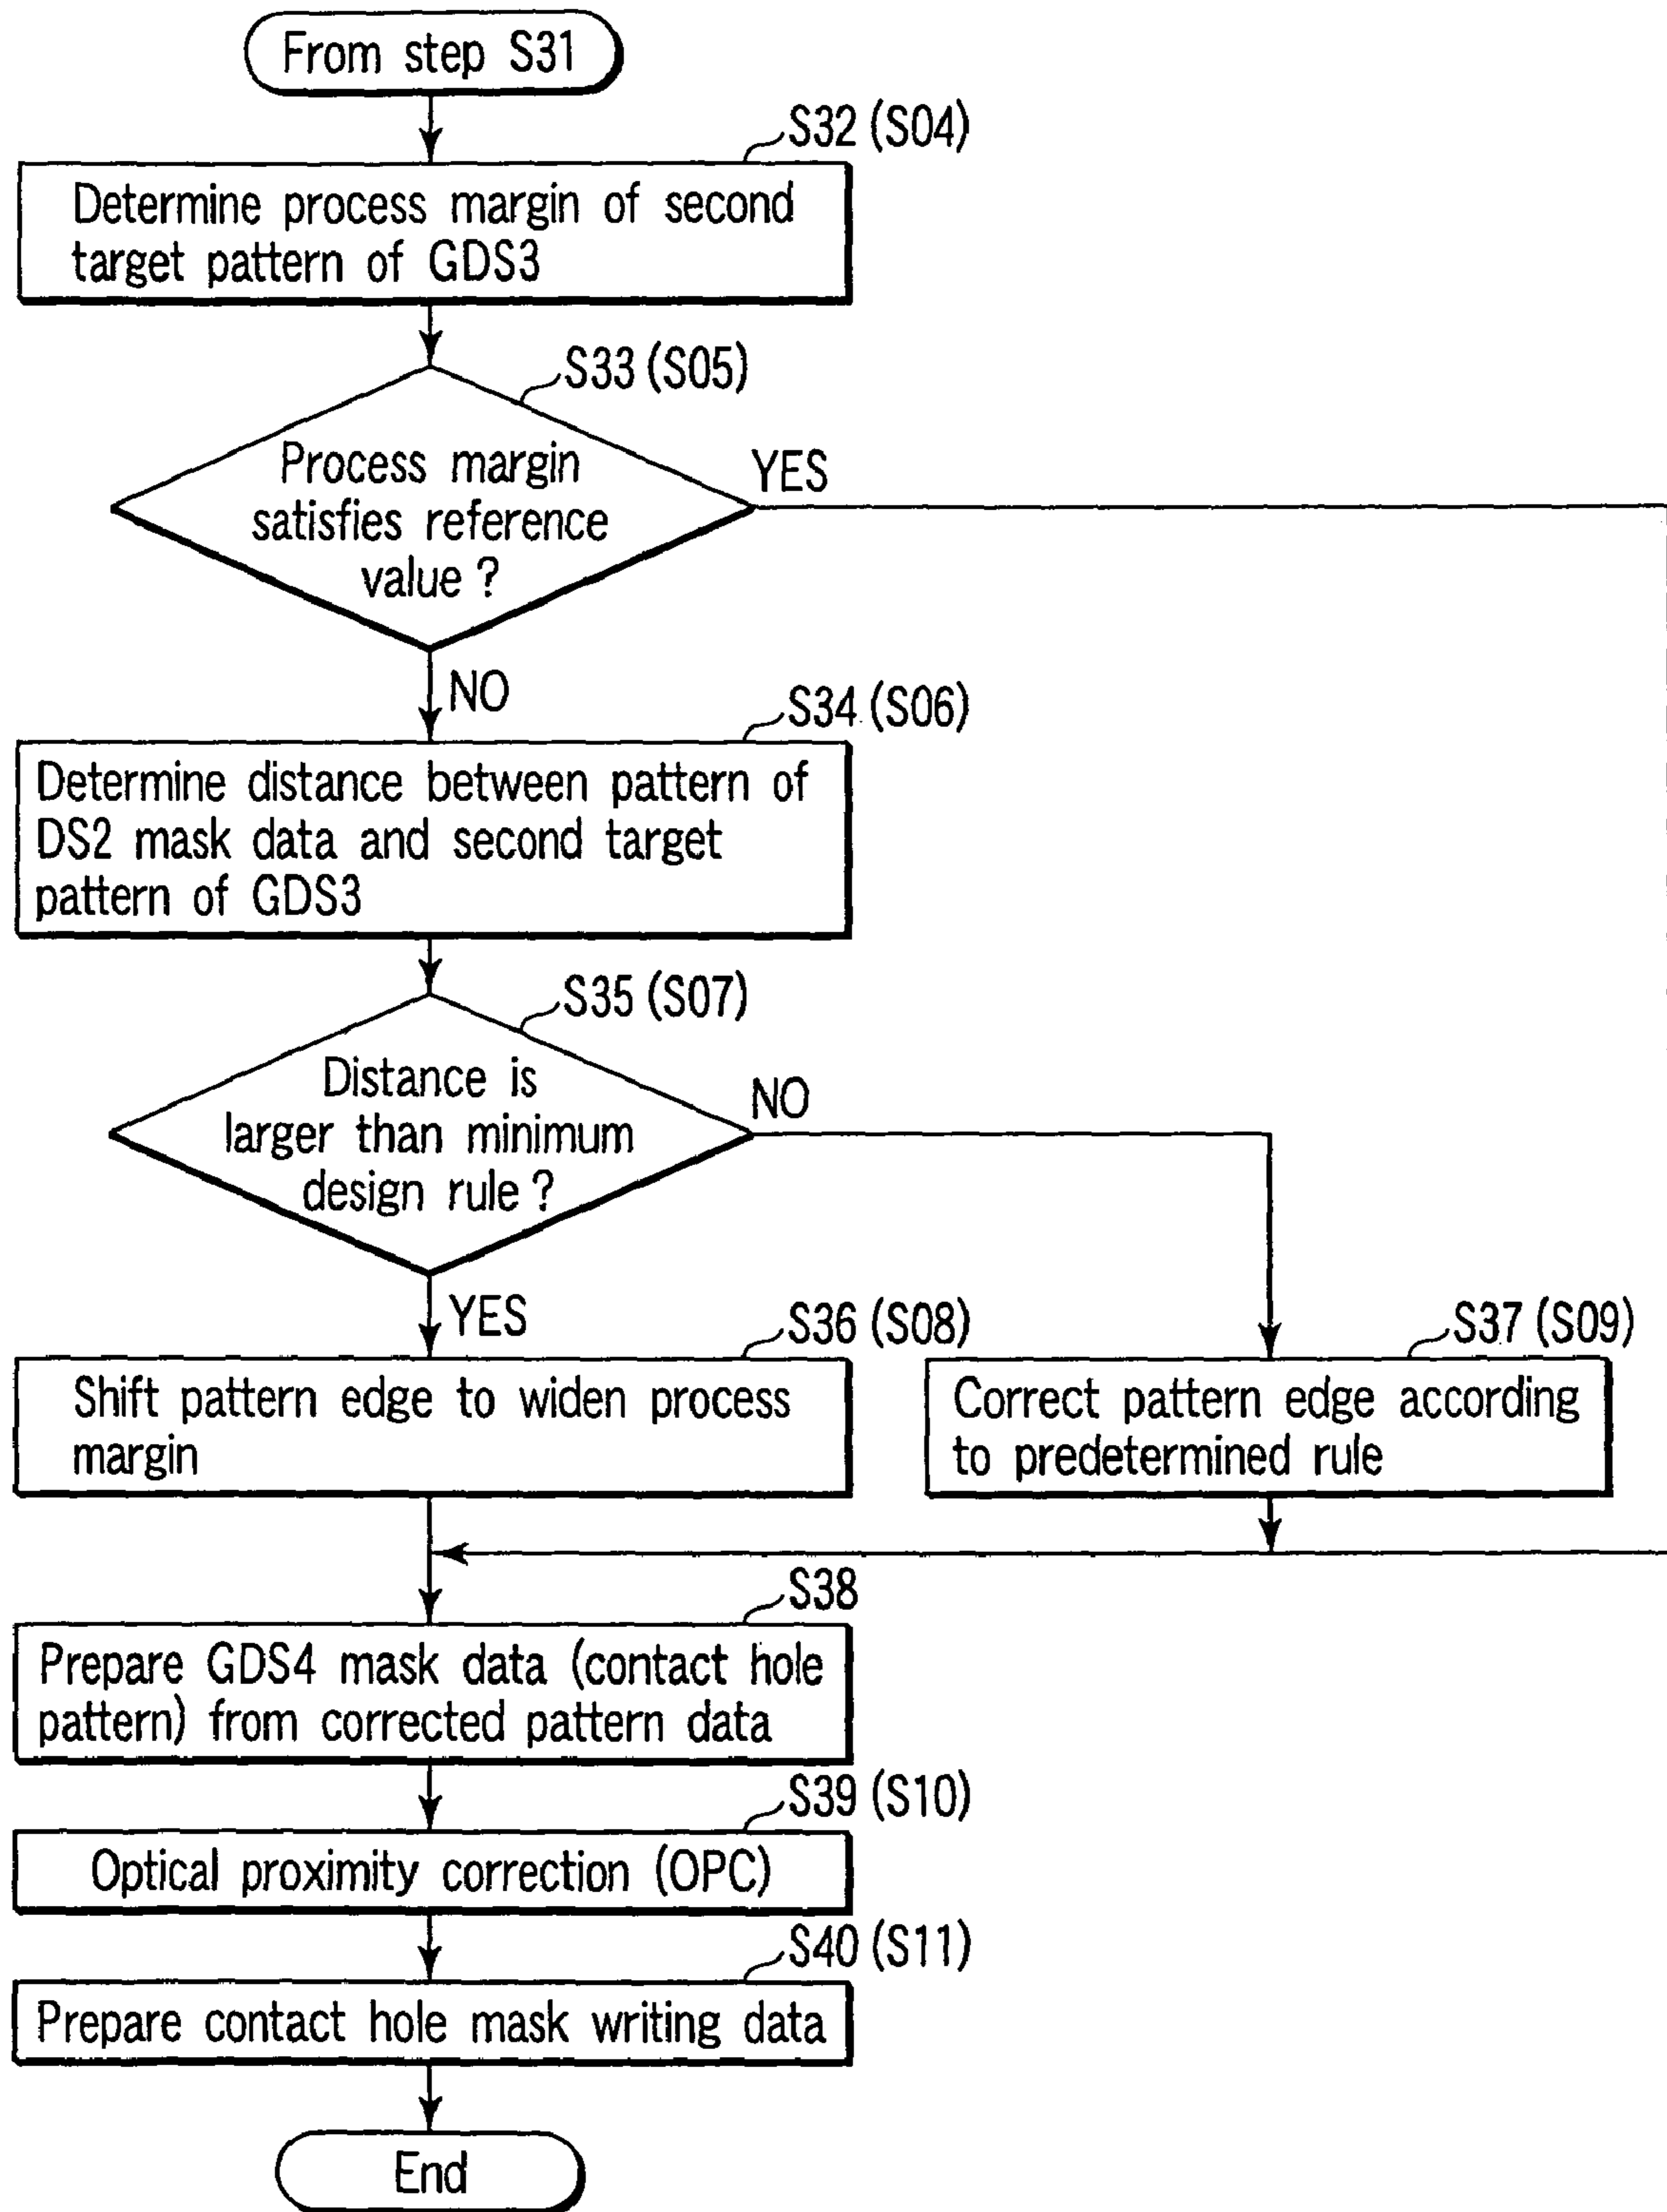 From step S31
S32 (S04)
Determine process margin of second
target pattern of GDS3
S33 (S05)
Process margin
satisfies reference
value ?
YES
NO
S34 (S06)
Determine distance between pattern of
DS2 mask data and second target
pattern of GDS3
S35 (S07)
Distance is
larger than minimum
design rule ?
NO
YES
S36 (S08)
Shift pattern edge to widen process
margin
S37 (S09)
Correct pattern edge according
to predetermined rule
S38
Prepare GDS4 mask data (contact hole
pattern) from corrected pattern data
S39 (S10)
Optical proximity correction (OPC)
S40 (S11)
Prepare contact hole mask writing data
End